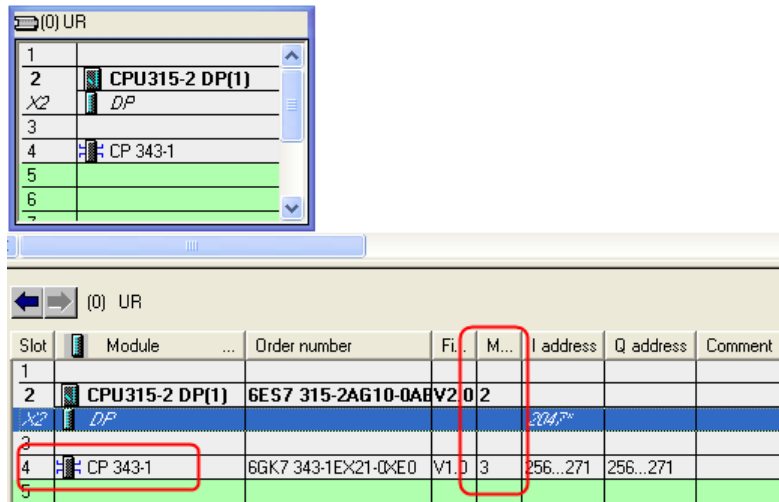 (0) UR
1
2 CPU315-2 DP(1)
X2 DP
3
4 CP 343-1
5
6
7
(0) UR
Slot Module ... Order number Fi... M... I address Q address Comment
1
2 CPU315-2 DP(1) 6ES7 315-2AG10-0AB V2.0 2
X2 DP 2047*
3
4 CP 343-1 6GK7 343-1EX21-0XE0 V1.0 3 256...271 256...271
5